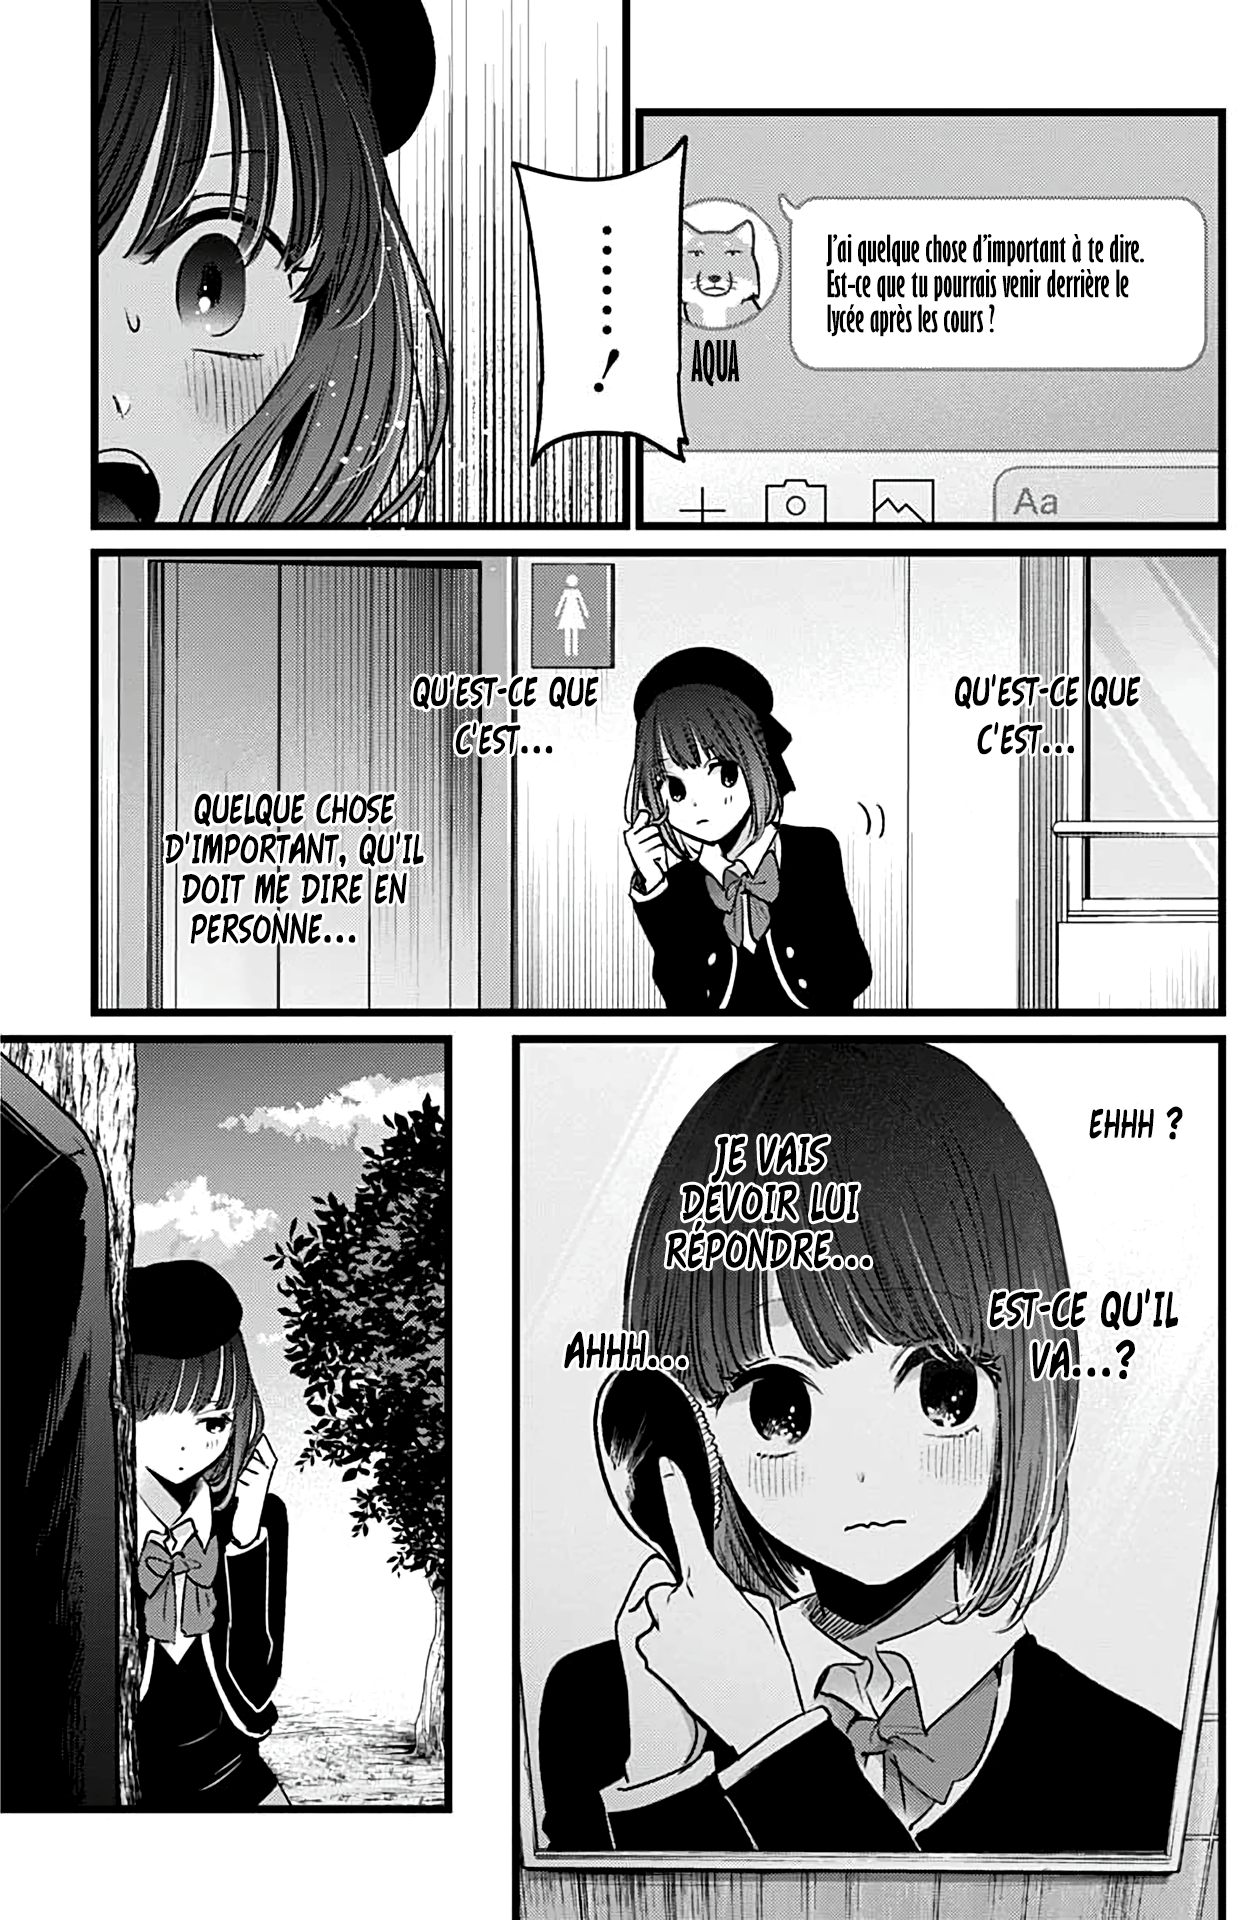 J'ai quelque chose d'important à te dire.
Est-ce que tu pourrais venir derrière le
lycée après les cours ?
AQUA
Aa
.......!
QU'EST-CE QUE
C'EST...
QU'EST-CE QUE
C'EST...
QUELQUE CHOSE
D'IMPORTANT, QU'IL
DOIT ME DIRE EN
PERSONNE...
EHHH ?
EST-CE QU'IL
VA...?
JE VAIS
DEVOIR LUI
RÉPONDRE...
AHHH...